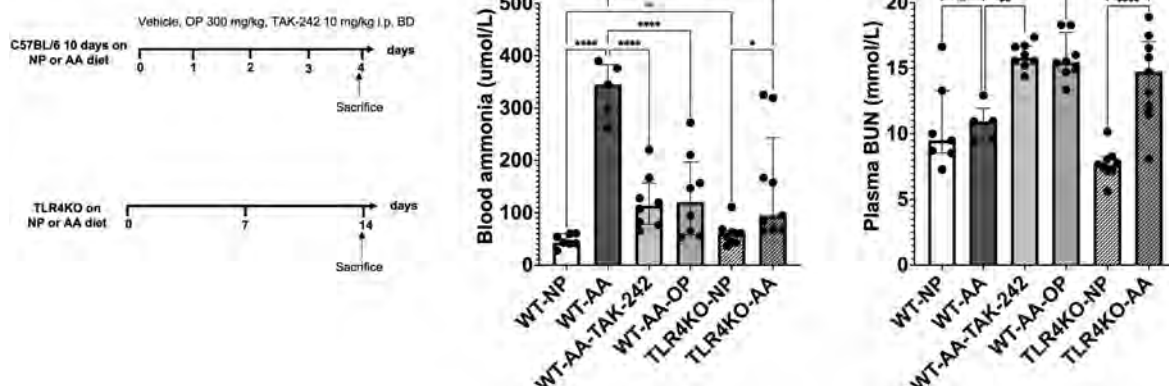 Vehicle, OP 300 mg/kg, TAK-242 10 mg/kg i.p, BD
C57BL/6 10 days on
NP or AA diet
days
0 1 2 3 4
Sacrifice
TLR4KO on
NP or AA diet
days
0 7 14
Sacrifice
Blood ammonia (umol/L)
500
400
300
200
100
0
****
****
****
*
WT-NP
WT-AA
WT-AA-TAK-242
WT-AA-OP
TLR4KO-NP
TLR4KO-AA
Plasma BUN (mmol/L)
20
15
10
5
0
WT-NP
WT-AA
WT-AA-TAK-242
WT-AA-OP
TLR4KO-NP
TLR4KO-AA